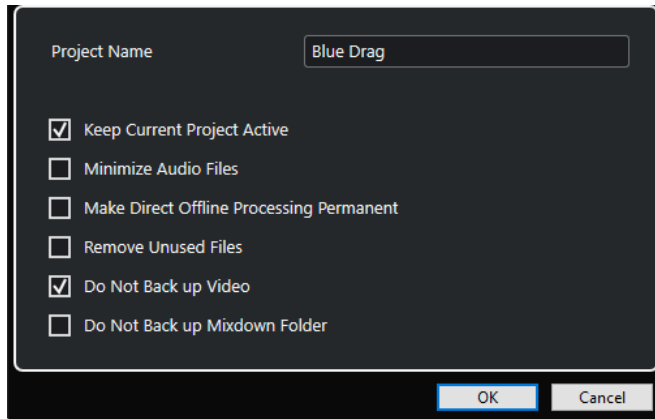 Project Name Blue Drag
Keep Current Project Active
Minimize Audio Files
Make Direct Offline Processing Permanent
Remove Unused Files
Do Not Back up Video
Do Not Back up Mixdown Folder
OK Cancel